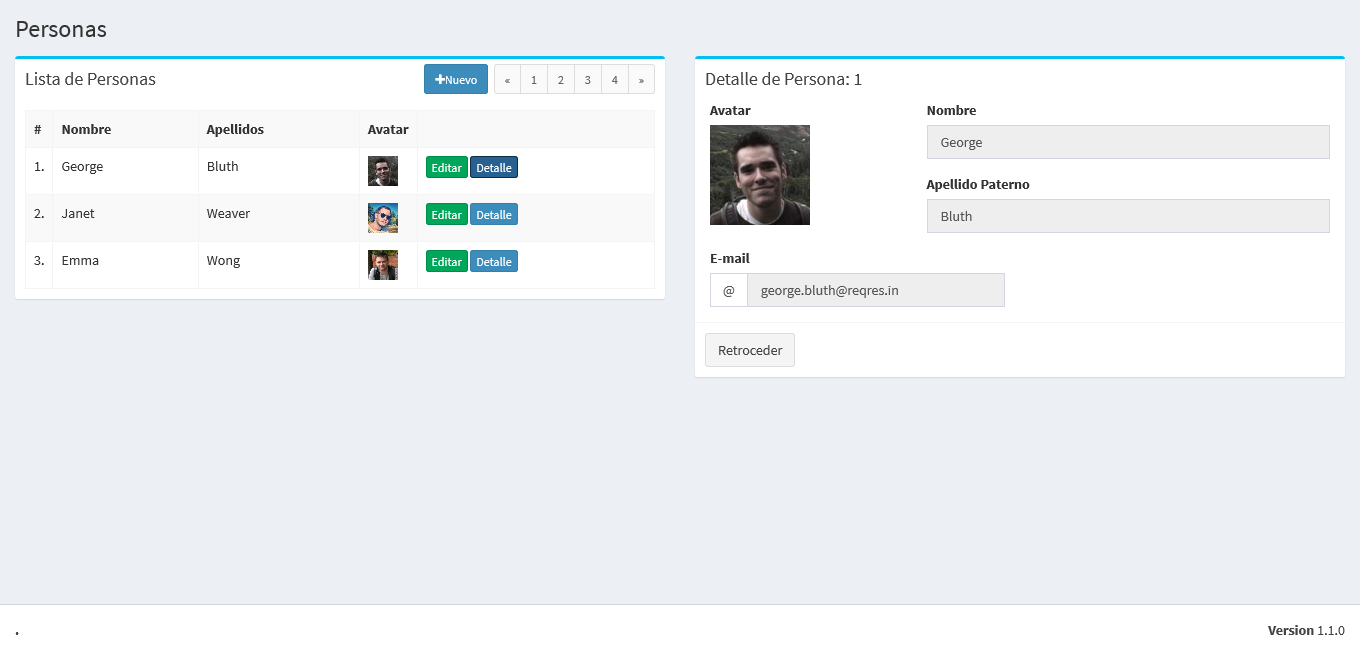 Personas
Lista de Personas
Nuevo
« 1 2 3 4 »
# Nombre Apellidos Avatar
1. George Bluth Editar Detalle
2. Janet Weaver Editar Detalle
3. Emma Wong Editar Detalle
Detalle de Persona: 1
Avatar
Nombre
George
Apellido Paterno
Bluth
E-mail
@ george.bluth@reqres.in
Retroceder
.
Version 1.1.0